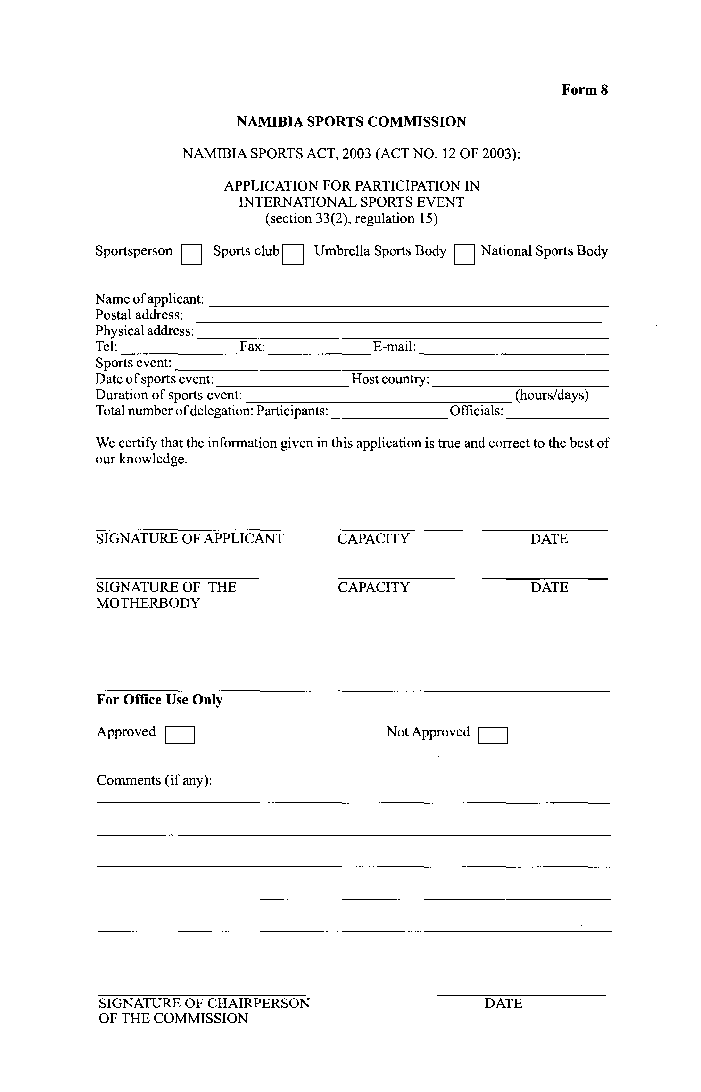 Form 8
NAMIBIA SPORTS COMMISSION
NAMIBIA SPORTS ACT, 2003 (ACT NO. 12 OF 2003):
APPLICATION FOR PARTICIPATION IN
INTERNATIONAL SPORTS EVENT
(section 33(2), regulation 15)
Sportsperson Sports club Umbrella Sports Body National Sports Body
Name of applicant:
Postal address:
Physical address:
Tel: Fax: E-mail:
Sports event:
Date of sports event: Host country:
Duration of sports event: (hours/days)
Total number of delegation: Participants: Officials:
We certify that the information given in this application is true and correct to the best of
our knowledge.
SIGNATURE OF APPLICANT CAPACITY DATE
SIGNATURE OF THE CAPACITY DATE
MOTHERBODY
For Office Use Only
Approved Not Approved
Comments (if any):
SIGNATURE OF CHAIRPERSON DATE
OF THE COMMISSION